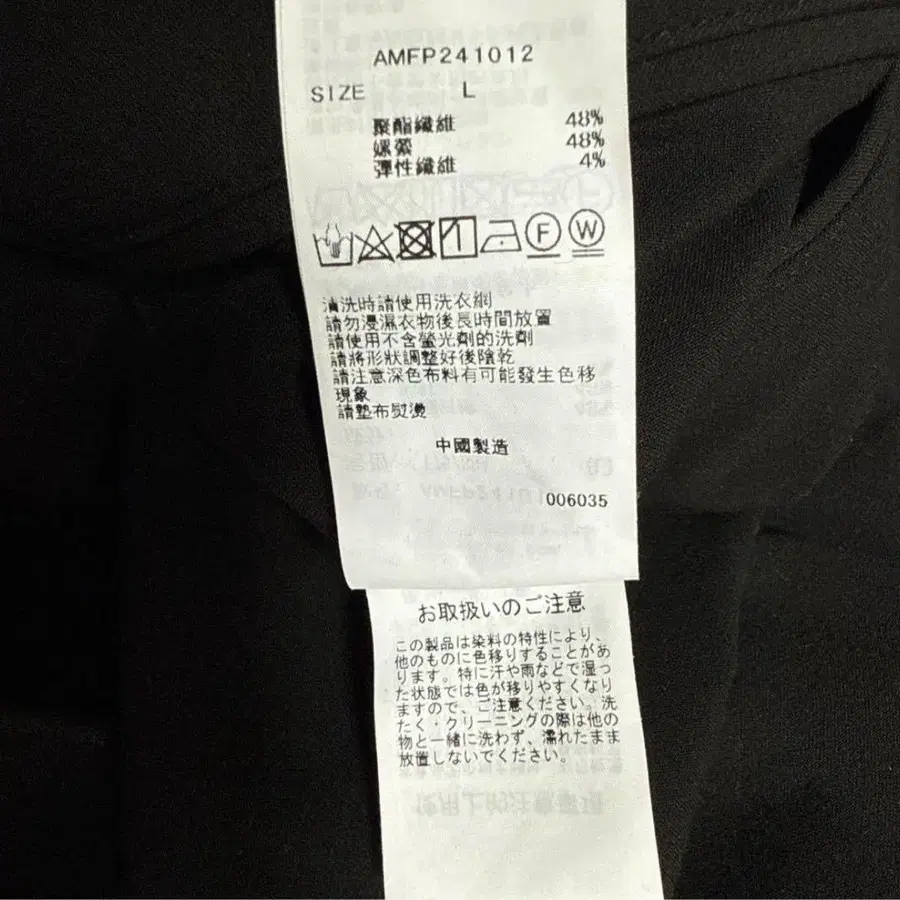 AMFP241012
SIZE L
聚酯纖維 48%
嫘縈 48%
彈性纖維 4%
F W
清洗時請使用洗衣網
請勿浸濕衣物後長時間放置
請使用不含螢光劑的洗劑
請將形狀調整好後陰乾
請注意深色布料有可能發生色移
現象
請墊布熨燙
中國製造
006035
お取扱いのご注意
この製品は染料の特性により、
他のものに色移りすることがあ
ります。特に汗や雨などで湿っ
た状態では色が移りやすくなり
ますので、ご注意ください。洗
たく・クリーニングの際は他の
物と一緒に洗わず、濡れたまま
放置しないでください。